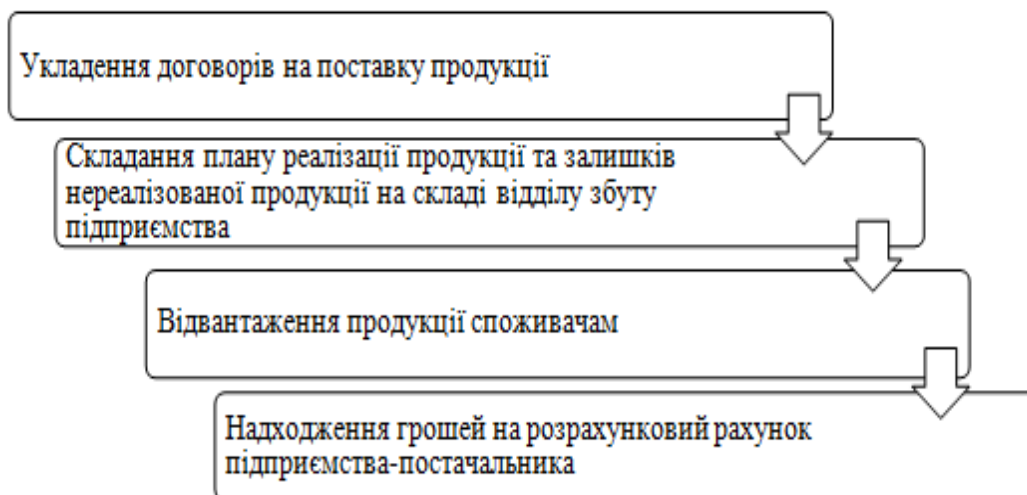 Укладення договорів на поставку продукції
Складання плану реалізації продукції та залишків
нереалізованої продукції на складі відділу збуту
підприємства
Відвантаження продукції споживачам
Надходження грошей на розрахунковий рахунок
підприємства-постачальника